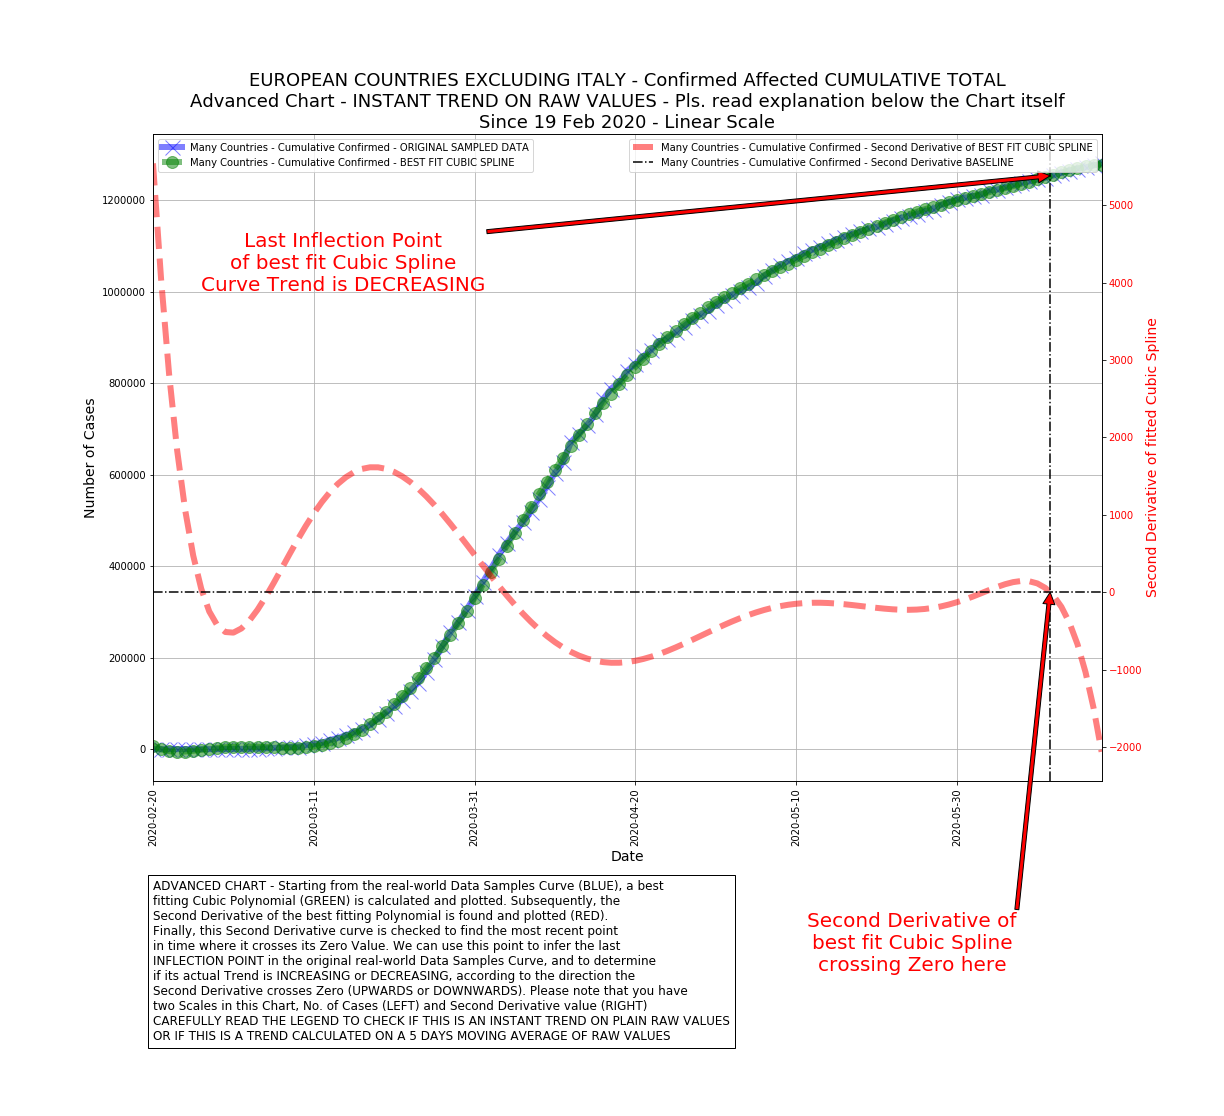 EUROPEAN COUNTRIES EXCLUDING ITALY - Confirmed Affected CUMULATIVE TOTAL
Advanced Chart - INSTANT TREND ON RAW VALUES - Pls. read explanation below the Chart itself
Since 19 Feb 2020 - Linear Scale
Many Countries - Cumulative Confirmed - ORIGINAL SAMPLED DATA
Many Countries - Cumulative Confirmed - BEST FIT CUBIC SPLINE
Many Countries - Cumulative Confirmed - Second Derivative of BEST FIT CUBIC SPLINE
Many Countries - Cumulative Confirmed - Second Derivative BASELINE
Last Inflection Point
of best fit Cubic Spline
Curve Trend is DECREASING
Number of Cases
1200000
1000000
800000
600000
400000
200000
0
5000
4000
3000
2000
1000
0
−1000
−2000
Second Derivative of fitted Cubic Spline
2020-02-20
2020-03-11
2020-03-31
2020-04-20
2020-05-10
2020-05-30
Date
ADVANCED CHART - Starting from the real-world Data Samples Curve (BLUE), a best
fitting Cubic Polynomial (GREEN) is calculated and plotted. Subsequently, the
Second Derivative of the best fitting Polynomial is found and plotted (RED).
Finally, this Second Derivative curve is checked to find the most recent point
in time where it crosses its Zero Value. We can use this point to infer the last
INFLECTION POINT in the original real-world Data Samples Curve, and to determine
if its actual Trend is INCREASING or DECREASING, according to the direction the
Second Derivative crosses Zero (UPWARDS or DOWNWARDS). Please note that you have
two Scales in this Chart, No. of Cases (LEFT) and Second Derivative value (RIGHT)
CAREFULLY READ THE LEGEND TO CHECK IF THIS IS AN INSTANT TREND ON PLAIN RAW VALUES
OR IF THIS IS A TREND CALCULATED ON A 5 DAYS MOVING AVERAGE OF RAW VALUES
Second Derivative of
best fit Cubic Spline
crossing Zero here